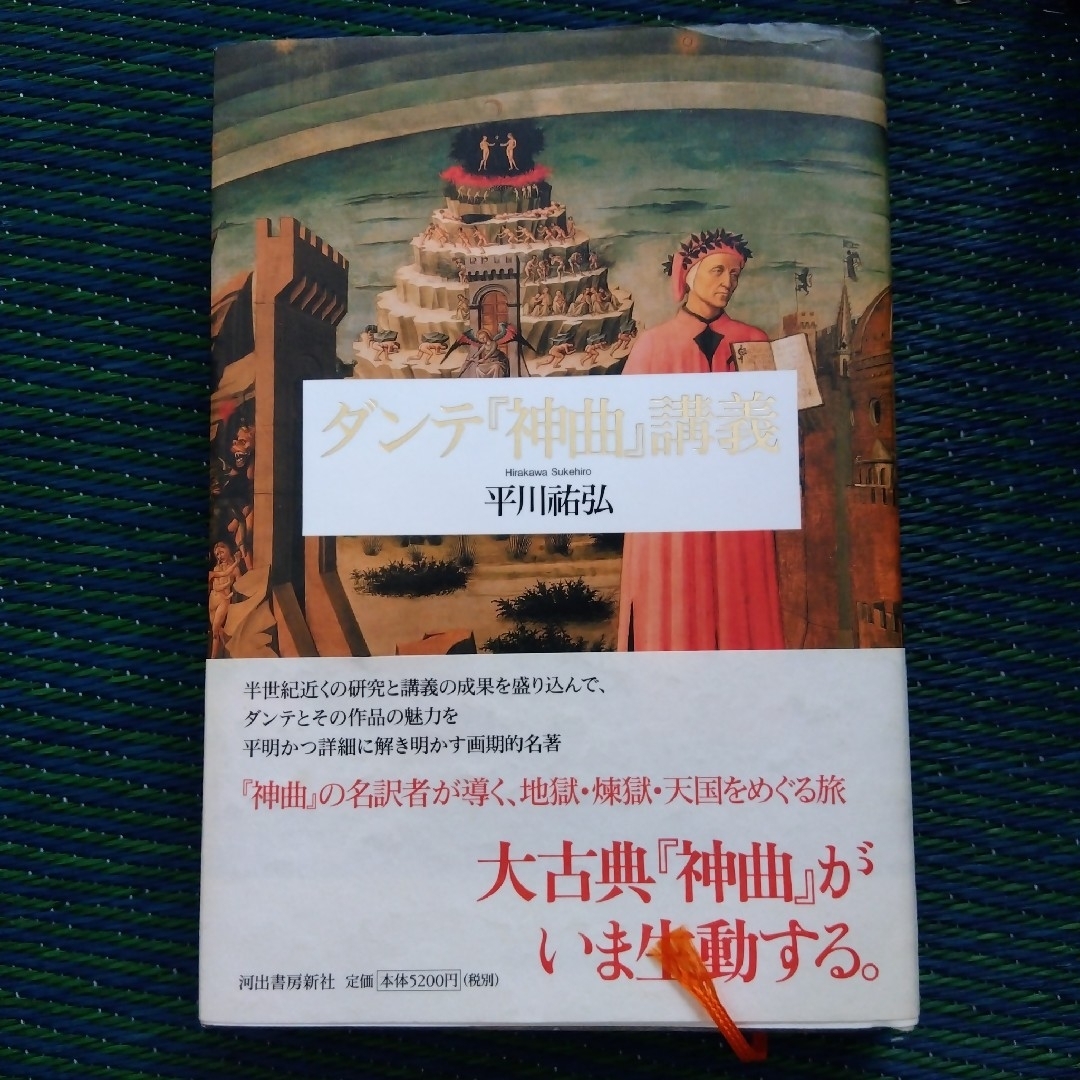 ダンテ『神曲』講義
Hirakawa Sukehiro
平川祐弘
半世紀近くの研究と講義の成果を盛り込んで、
ダンテとその作品の魅力を
平明かつ詳細に解き明かす画期的名著
『神曲』の名訳者が導く、地獄・煉獄・天国をめぐる旅
大古典『神曲』が
いま生動する。
河出書房新社 定価 本体5200円 (税別)